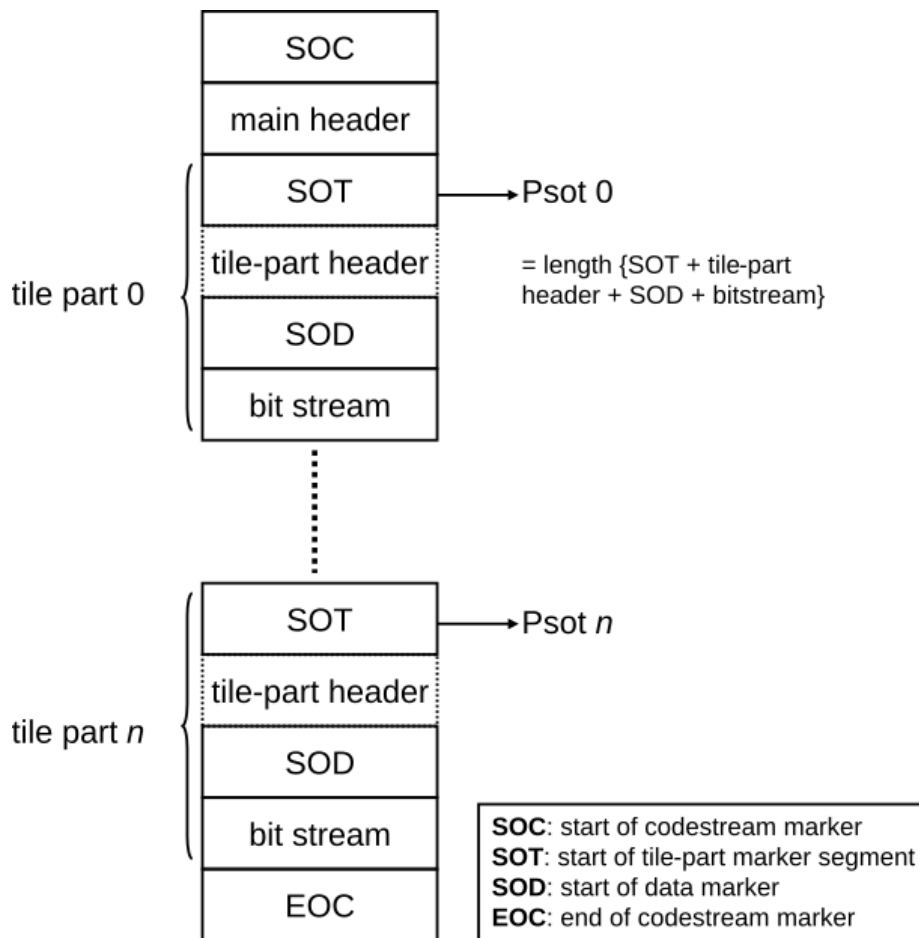 SOC
main header
SOT
Psot 0
tile-part header
= length {SOT + tile-part
header + SOD + bitstream}
tile part 0
SOD
bit stream
SOT
Psot n
tile-part header
tile part n
SOD
bit stream
EOC
SOC: start of codestream marker
SOT: start of tile-part marker segment
SOD: start of data marker
EOC: end of codestream marker